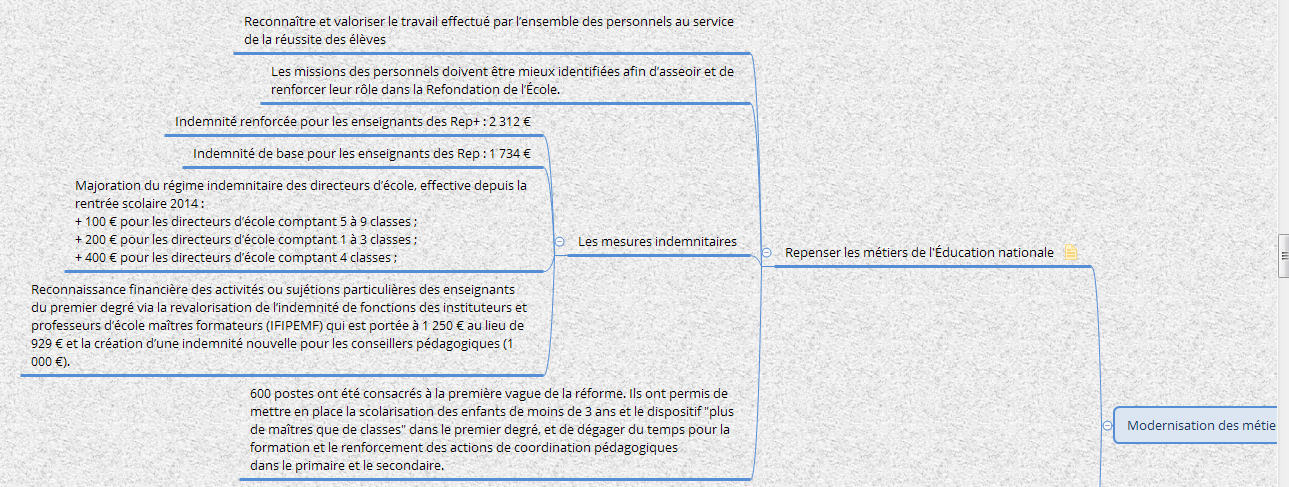 Reconnaître et valoriser le travail effectué par l'ensemble des personnels au service
de la réussite des élèves
Les missions des personnels doivent être mieux identifiées afin d'asseoir et de
renforcer leur rôle dans la Refondation de l'École.
Indemnité renforcée pour les enseignants des Rep+ : 2 312 €
Indemnité de base pour les enseignants des Rep : 1 734 €
Majoration du régime indemnitaire des directeurs d'école, effective depuis la
rentrée scolaire 2014 :
+ 100 € pour les directeurs d'école comptant 5 à 9 classes ;
+ 200 € pour les directeurs d'école comptant 1 à 3 classes ;
+ 400 € pour les directeurs d'école comptant 4 classes ;
Reconnaissance financière des activités ou sujétions particulières des enseignants
du premier degré via la revalorisation de l'indemnité de fonctions des instituteurs et
professeurs d'école maîtres formateurs (IFIPEMF) qui est portée à 1 250 € au lieu de
929 € et la création d'une indemnité nouvelle pour les conseillers pédagogiques (1
000 €).
Les mesures indemnitaires
600 postes ont été consacrés à la première vague de la réforme. Ils ont permis de
mettre en place la scolarisation des enfants de moins de 3 ans et le dispositif "plus
de maîtres que de classes" dans le premier degré, et de dégager du temps pour la
formation et le renforcement des actions de coordination pédagogiques
dans le primaire et le secondaire.
Repenser les métiers de l'Éducation nationale
Modernisation des métie